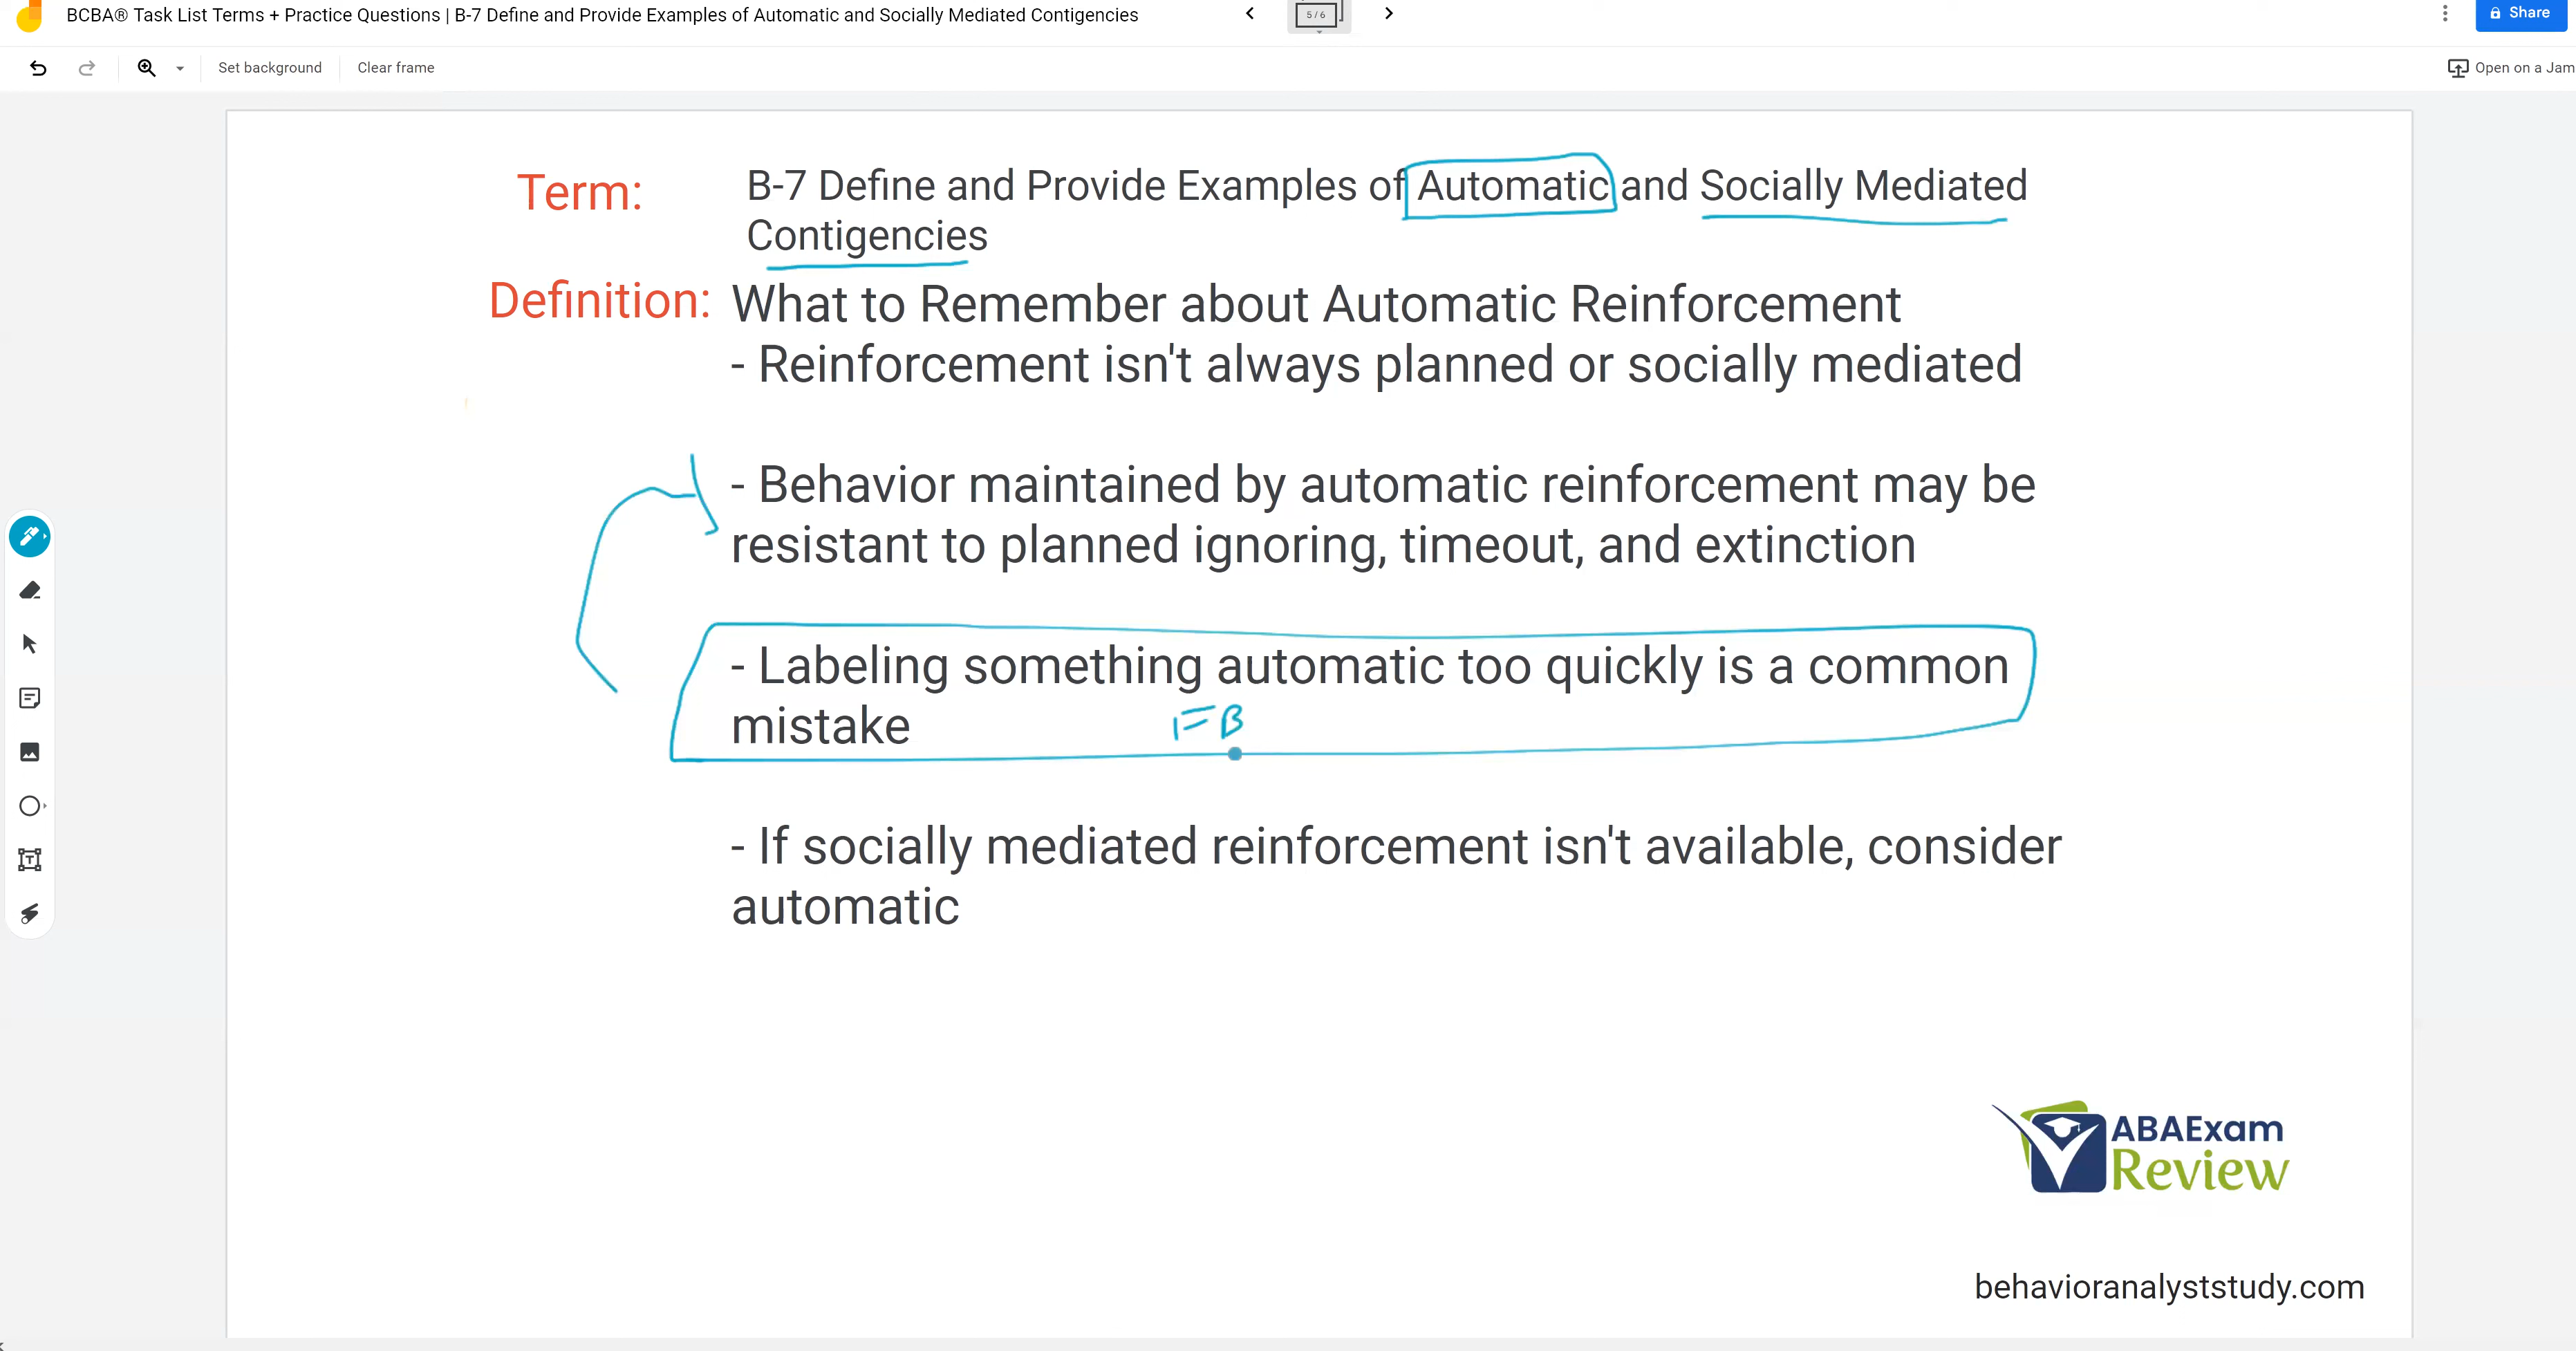 BCBA® Task List Terms + Practice Questions | B-7 Define and Provide Examples of Automatic and Socially Mediated Contigencies
5 / 6
Share
Set background
Clear frame
Open on a Jam
Term:
B-7 Define and Provide Examples of Automatic and Socially Mediated
Contigencies
Definition:
What to Remember about Automatic Reinforcement
- Reinforcement isn't always planned or socially mediated
- Behavior maintained by automatic reinforcement may be
resistant to planned ignoring, timeout, and extinction
- Labeling something automatic too quickly is a common
mistake
- If socially mediated reinforcement isn't available, consider
automatic
ABAExam
Review
behavioranalyststudy.com